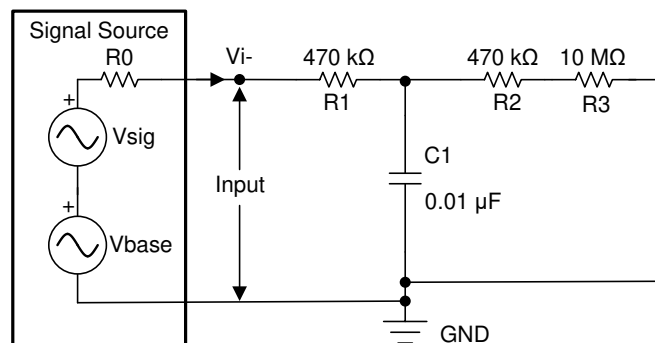 Signal Source
R0
Vi-
470 kΩ
470 kΩ
10 MΩ
R1
R2
R3
+
Vsig
C1
Input
0.01 µF
+
Vbase
GND